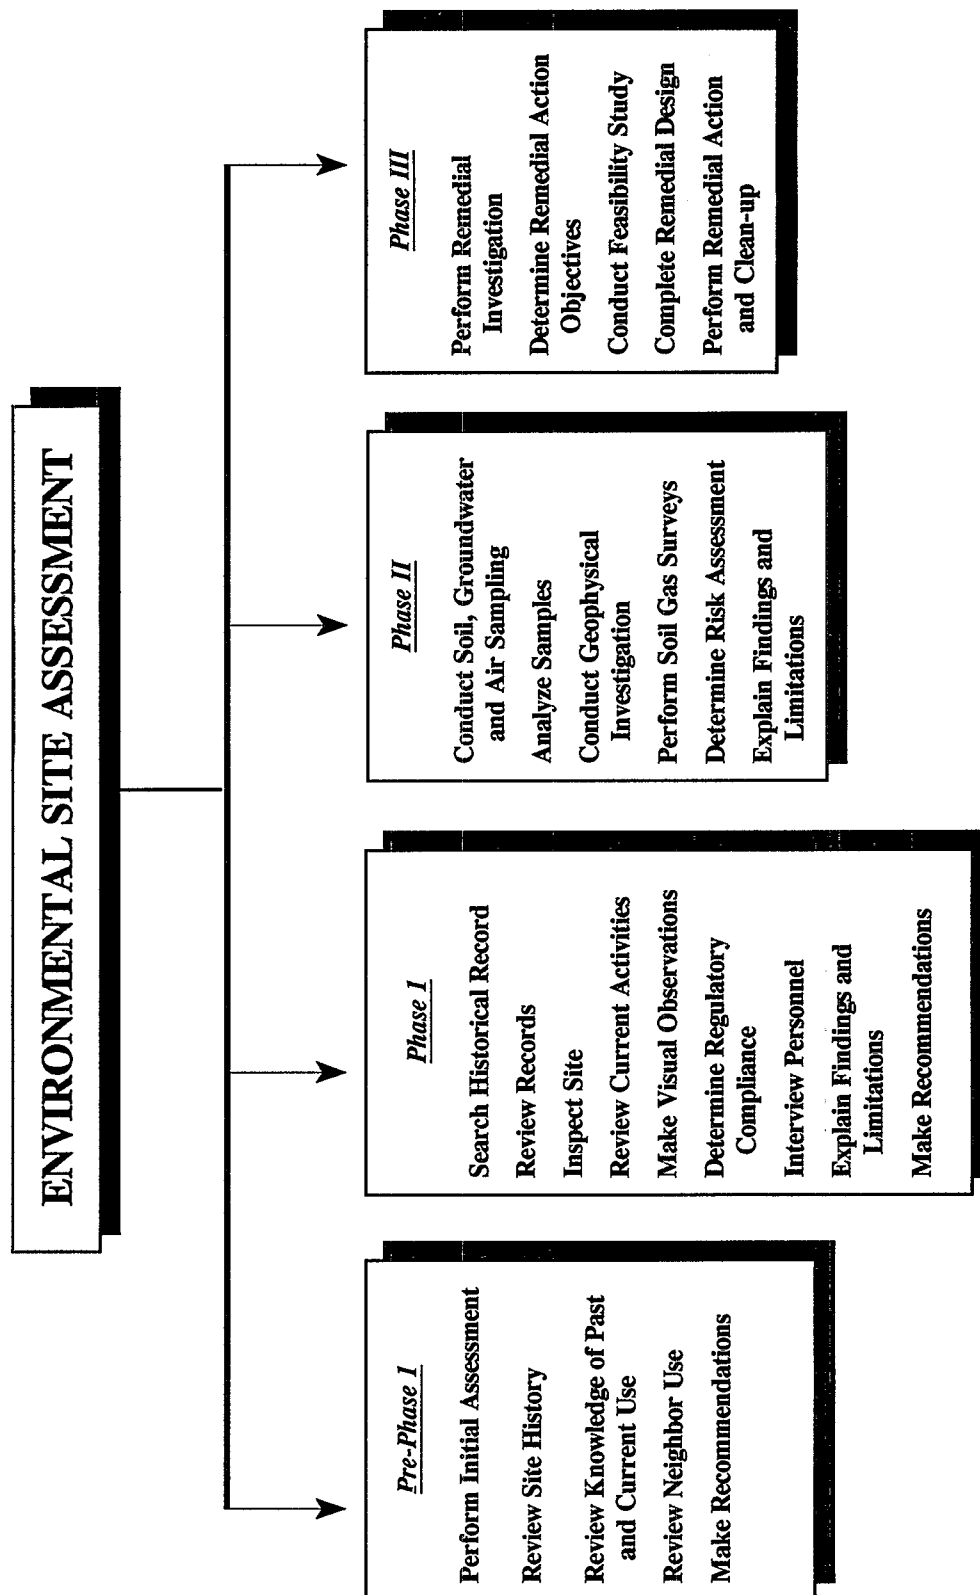 ENVIRONMENTAL SITE ASSESSMENT
Pre-Phase I
Perform Initial Assessment
Review Site History
Review Knowledge of Past
and Current Use
Review Neighbor Use
Make Recommendations
Phase I
Search Historical Record
Review Records
Inspect Site
Review Current Activities
Make Visual Observations
Determine Regulatory
Compliance
Interview Personnel
Explain Findings and
Limitations
Make Recommendations
Phase II
Conduct Soil, Groundwater
and Air Sampling
Analyze Samples
Conduct Geophysical
Investigation
Perform Soil Gas Surveys
Determine Risk Assessment
Explain Findings and
Limitations
Phase III
Perform Remedial
Investigation
Determine Remedial Action
Objectives
Conduct Feasibility Study
Complete Remedial Design
Perform Remedial Action
and Clean-up